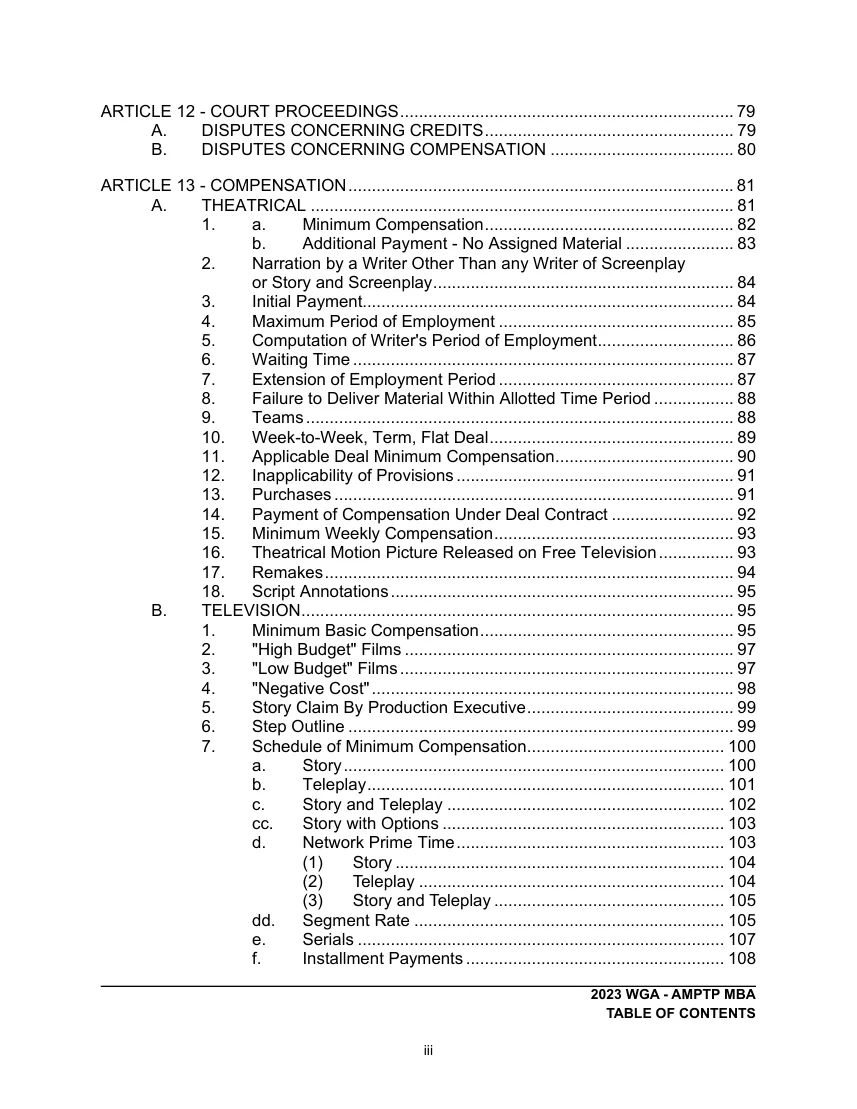 ARTICLE 12 - COURT PROCEEDINGS....................................................................... 79
A. DISPUTES CONCERNING CREDITS..................................................... 79
B. DISPUTES CONCERNING COMPENSATION ....................................... 80
ARTICLE 13 - COMPENSATION.................................................................................. 81
A. THEATRICAL .......................................................................................... 81
1. a. Minimum Compensation..................................................... 82
b. Additional Payment - No Assigned Material ....................... 83
2. Narration by a Writer Other Than any Writer of Screenplay
or Story and Screenplay................................................................ 84
3. Initial Payment............................................................................... 84
4. Maximum Period of Employment .................................................. 85
5. Computation of Writer's Period of Employment............................. 86
6. Waiting Time ................................................................................. 87
7. Extension of Employment Period .................................................. 87
8. Failure to Deliver Material Within Allotted Time Period ................. 88
9. Teams ........................................................................................... 88
10. Week-to-Week, Term, Flat Deal.................................................... 89
11. Applicable Deal Minimum Compensation...................................... 90
12. Inapplicability of Provisions ........................................................... 91
13. Purchases ..................................................................................... 91
14. Payment of Compensation Under Deal Contract .......................... 92
15. Minimum Weekly Compensation................................................... 93
16. Theatrical Motion Picture Released on Free Television ................ 93
17. Remakes....................................................................................... 94
18. Script Annotations ......................................................................... 95
B. TELEVISION............................................................................................ 95
1. Minimum Basic Compensation...................................................... 95
2. "High Budget" Films ...................................................................... 97
3. "Low Budget" Films ....................................................................... 97
4. "Negative Cost" ............................................................................. 98
5. Story Claim By Production Executive............................................ 99
6. Step Outline .................................................................................. 99
7. Schedule of Minimum Compensation.......................................... 100
a. Story................................................................................. 100
b. Teleplay............................................................................ 101
c. Story and Teleplay ........................................................... 102
cc. Story with Options ............................................................ 103
d. Network Prime Time......................................................... 103
(1) Story ...................................................................... 104
(2) Teleplay ................................................................. 104
(3) Story and Teleplay ................................................. 105
dd. Segment Rate .................................................................. 105
e. Serials .............................................................................. 107
f. Installment Payments ....................................................... 108
2023 WGA - AMPTP MBA
TABLE OF CONTENTS
iii